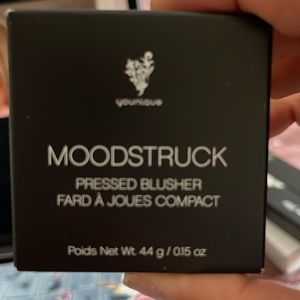 younique
MOODSTRUCK
PRESSED BLUSHER
FARD À JOUES COMPACT
Poids Net Wt. 4.4 g / 0.15 oz